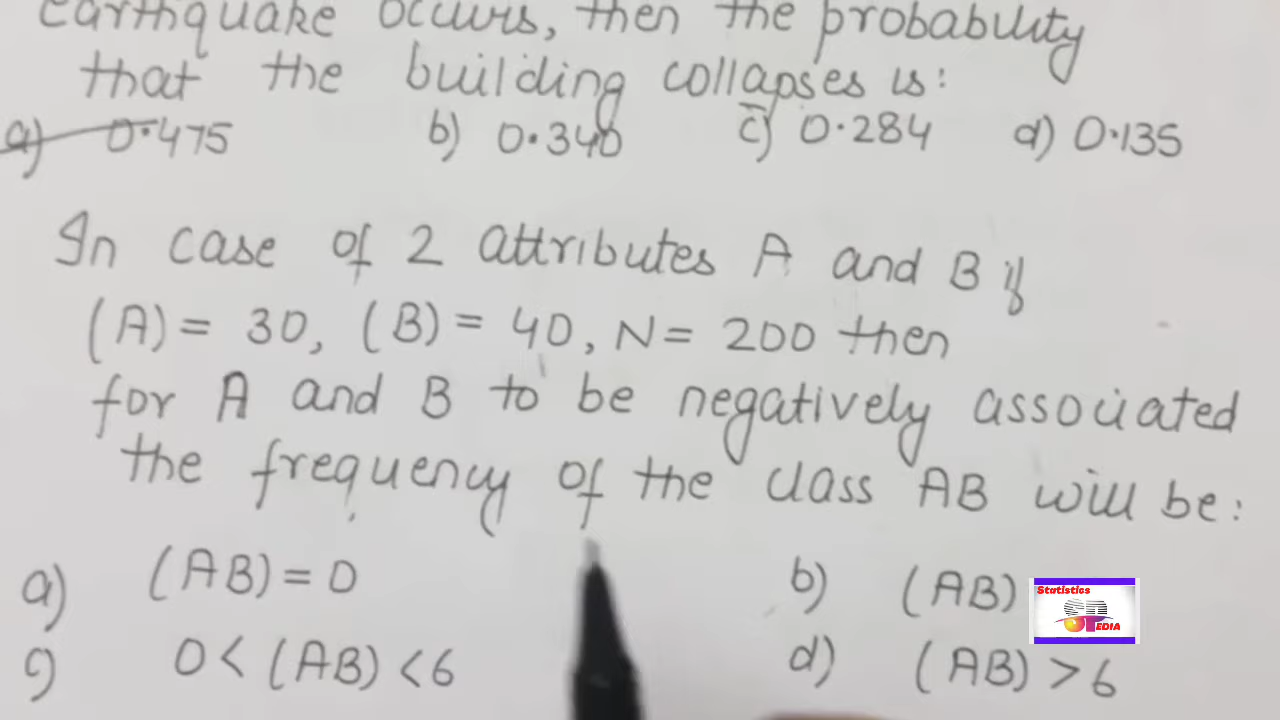 earthquake occurs, then the probability
that the building collapses is:
a) 0.475 b) 0.340 c) 0.284 d) 0.135
In case of 2 attributes A and B if
(A) = 30, (B) = 40, N = 200 then
for A and B to be negatively associated
the frequency of the class AB will be:
a) (AB) = 0 b) (AB)
Statistics
PEDIA
c) 0 < (AB) < 6 d) (AB) > 6